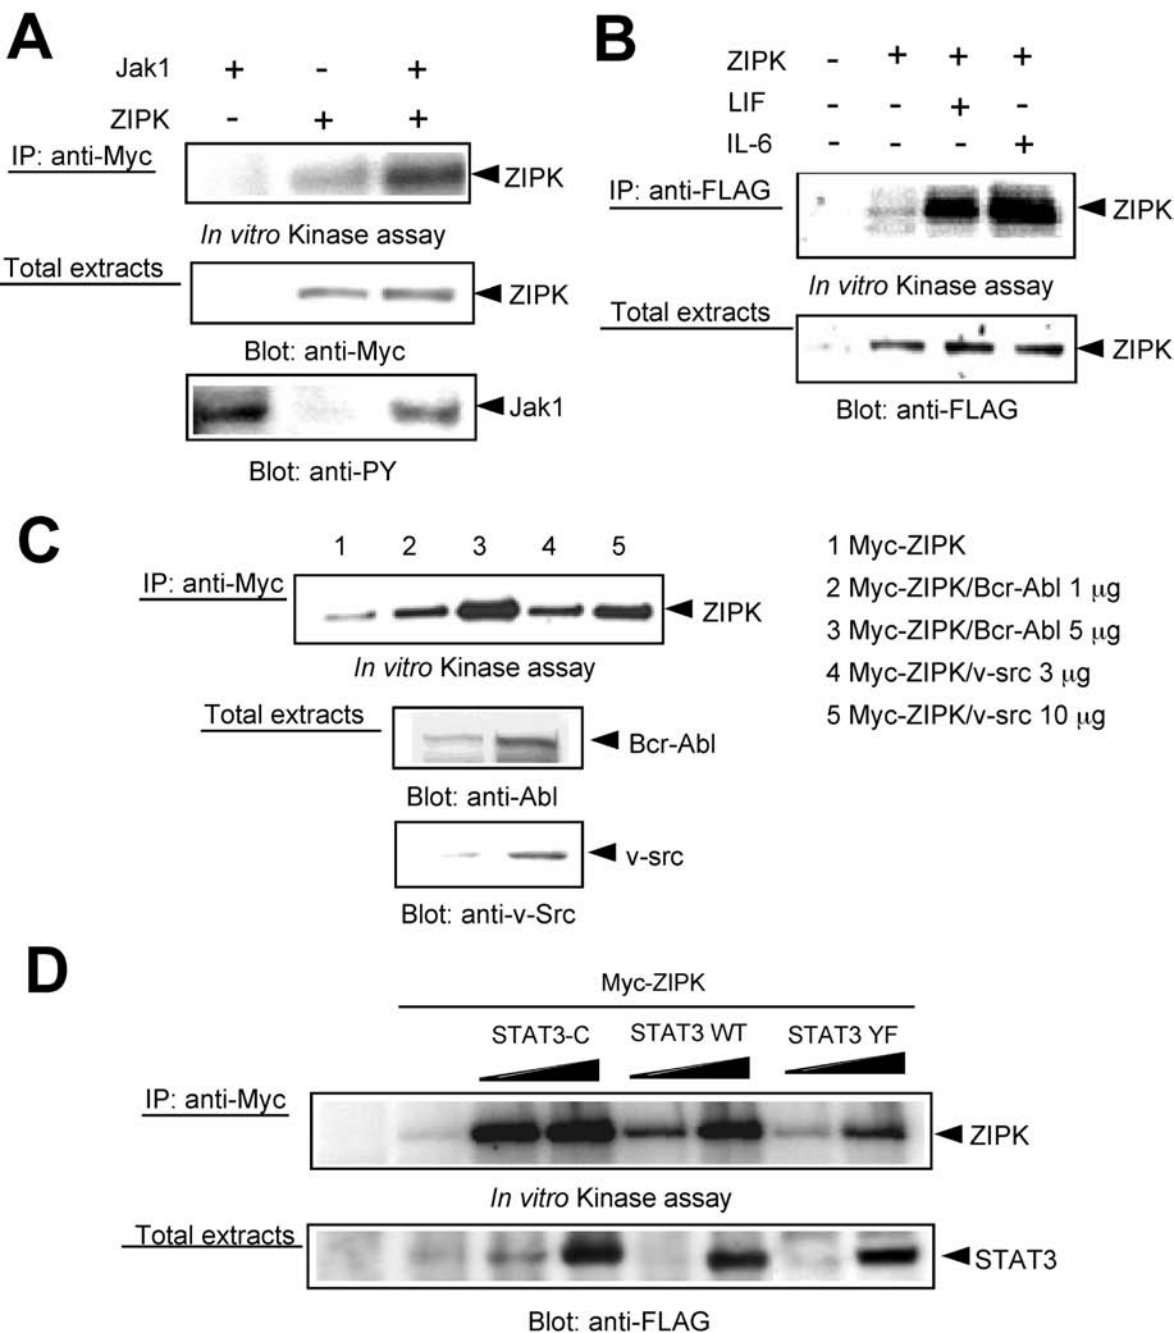 A
Jak1 + - +
ZIPK - + +
IP: anti-Myc
ZIPK
In vitro Kinase assay
Total extracts
ZIPK
Blot: anti-Myc
Jak1
Blot: anti-PY
B
ZIPK - + + +
LIF - - + -
IL-6 - - - +
IP: anti-FLAG
ZIPK
In vitro Kinase assay
Total extracts
ZIPK
Blot: anti-FLAG
C
1 2 3 4 5
IP: anti-Myc
ZIPK
In vitro Kinase assay
Total extracts
Bcr-Abl
Blot: anti-Abl
v-src
Blot: anti-v-Src
1 Myc-ZIPK
2 Myc-ZIPK/Bcr-Abl 1 μg
3 Myc-ZIPK/Bcr-Abl 5 μg
4 Myc-ZIPK/v-src 3 μg
5 Myc-ZIPK/v-src 10 μg
D
Myc-ZIPK
STAT3-C STAT3 WT STAT3 YF
IP: anti-Myc
ZIPK
In vitro Kinase assay
Total extracts
STAT3
Blot: anti-FLAG